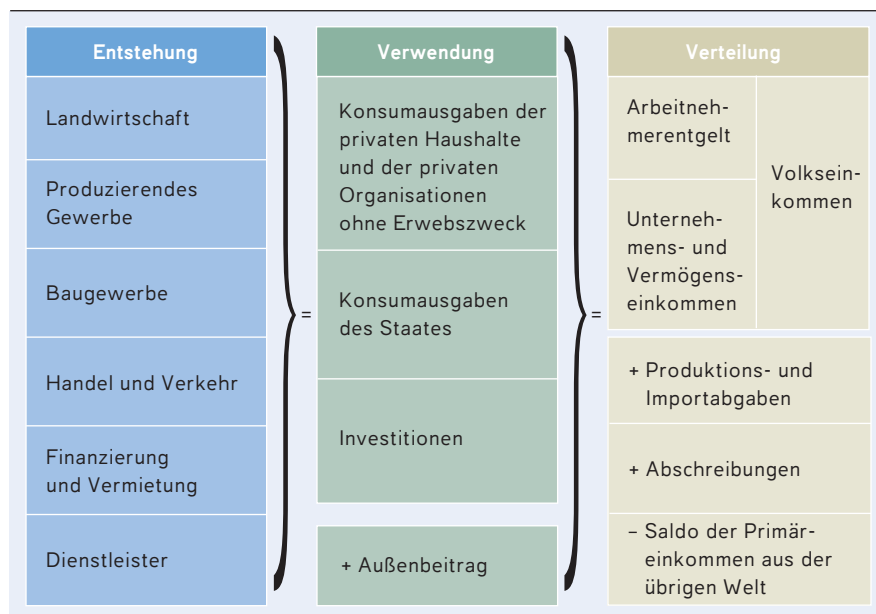 Entstehung
Landwirtschaft
Produzierendes
Gewerbe
Baugewerbe
Handel und Verkehr
Finanzierung
und Vermietung
Dienstleister
=
Verwendung
Konsumausgaben der
privaten Haushalte
und der privaten
Organisationen
ohne Erwebszweck
Konsumausgaben
des Staates
Investitionen
+ Außenbeitrag
=
Verteilung
Arbeitneh-
merentgelt
Unterneh-
mens- und
Vermögens-
einkommen
Volksein-
kommen
+ Produktions- und
Importabgaben
+ Abschreibungen
– Saldo der Primär-
einkommen aus der
übrigen Welt